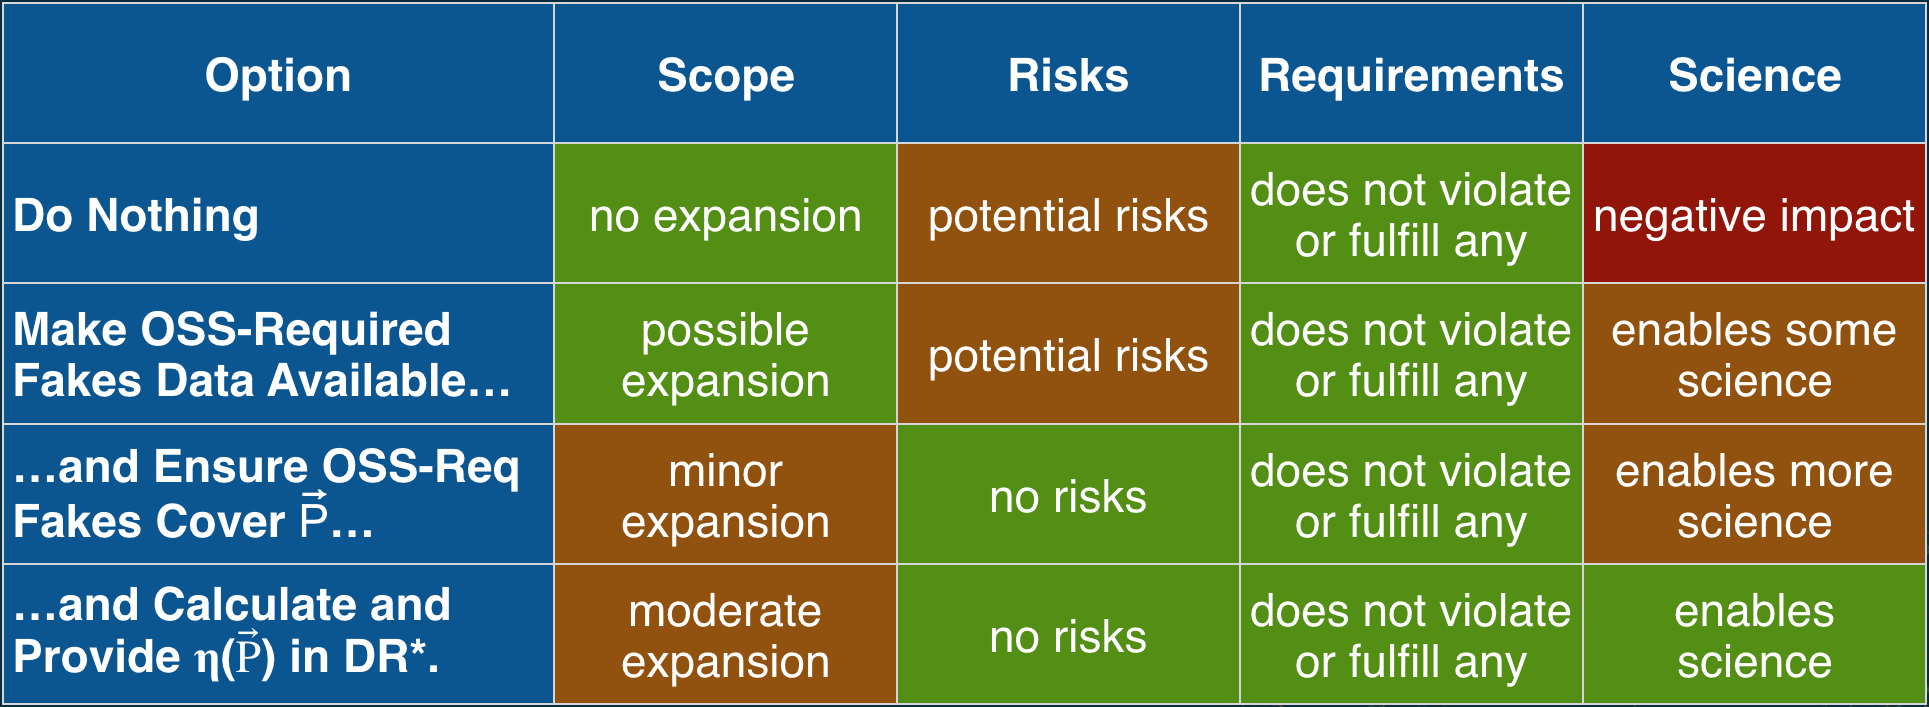 Option
Scope
Risks
Requirements
Science
Do Nothing
no expansion
potential risks
does not violate
or fulfill any
negative impact
Make OSS-Required
Fakes Data Available…
possible
expansion
potential risks
does not violate
or fulfill any
enables some
science
…and Ensure OSS-Req
Fakes Cover P⃗…
minor
expansion
no risks
does not violate
or fulfill any
enables more
science
…and Calculate and
Provide η(P⃗) in DR*.
moderate
expansion
no risks
does not violate
or fulfill any
enables
science